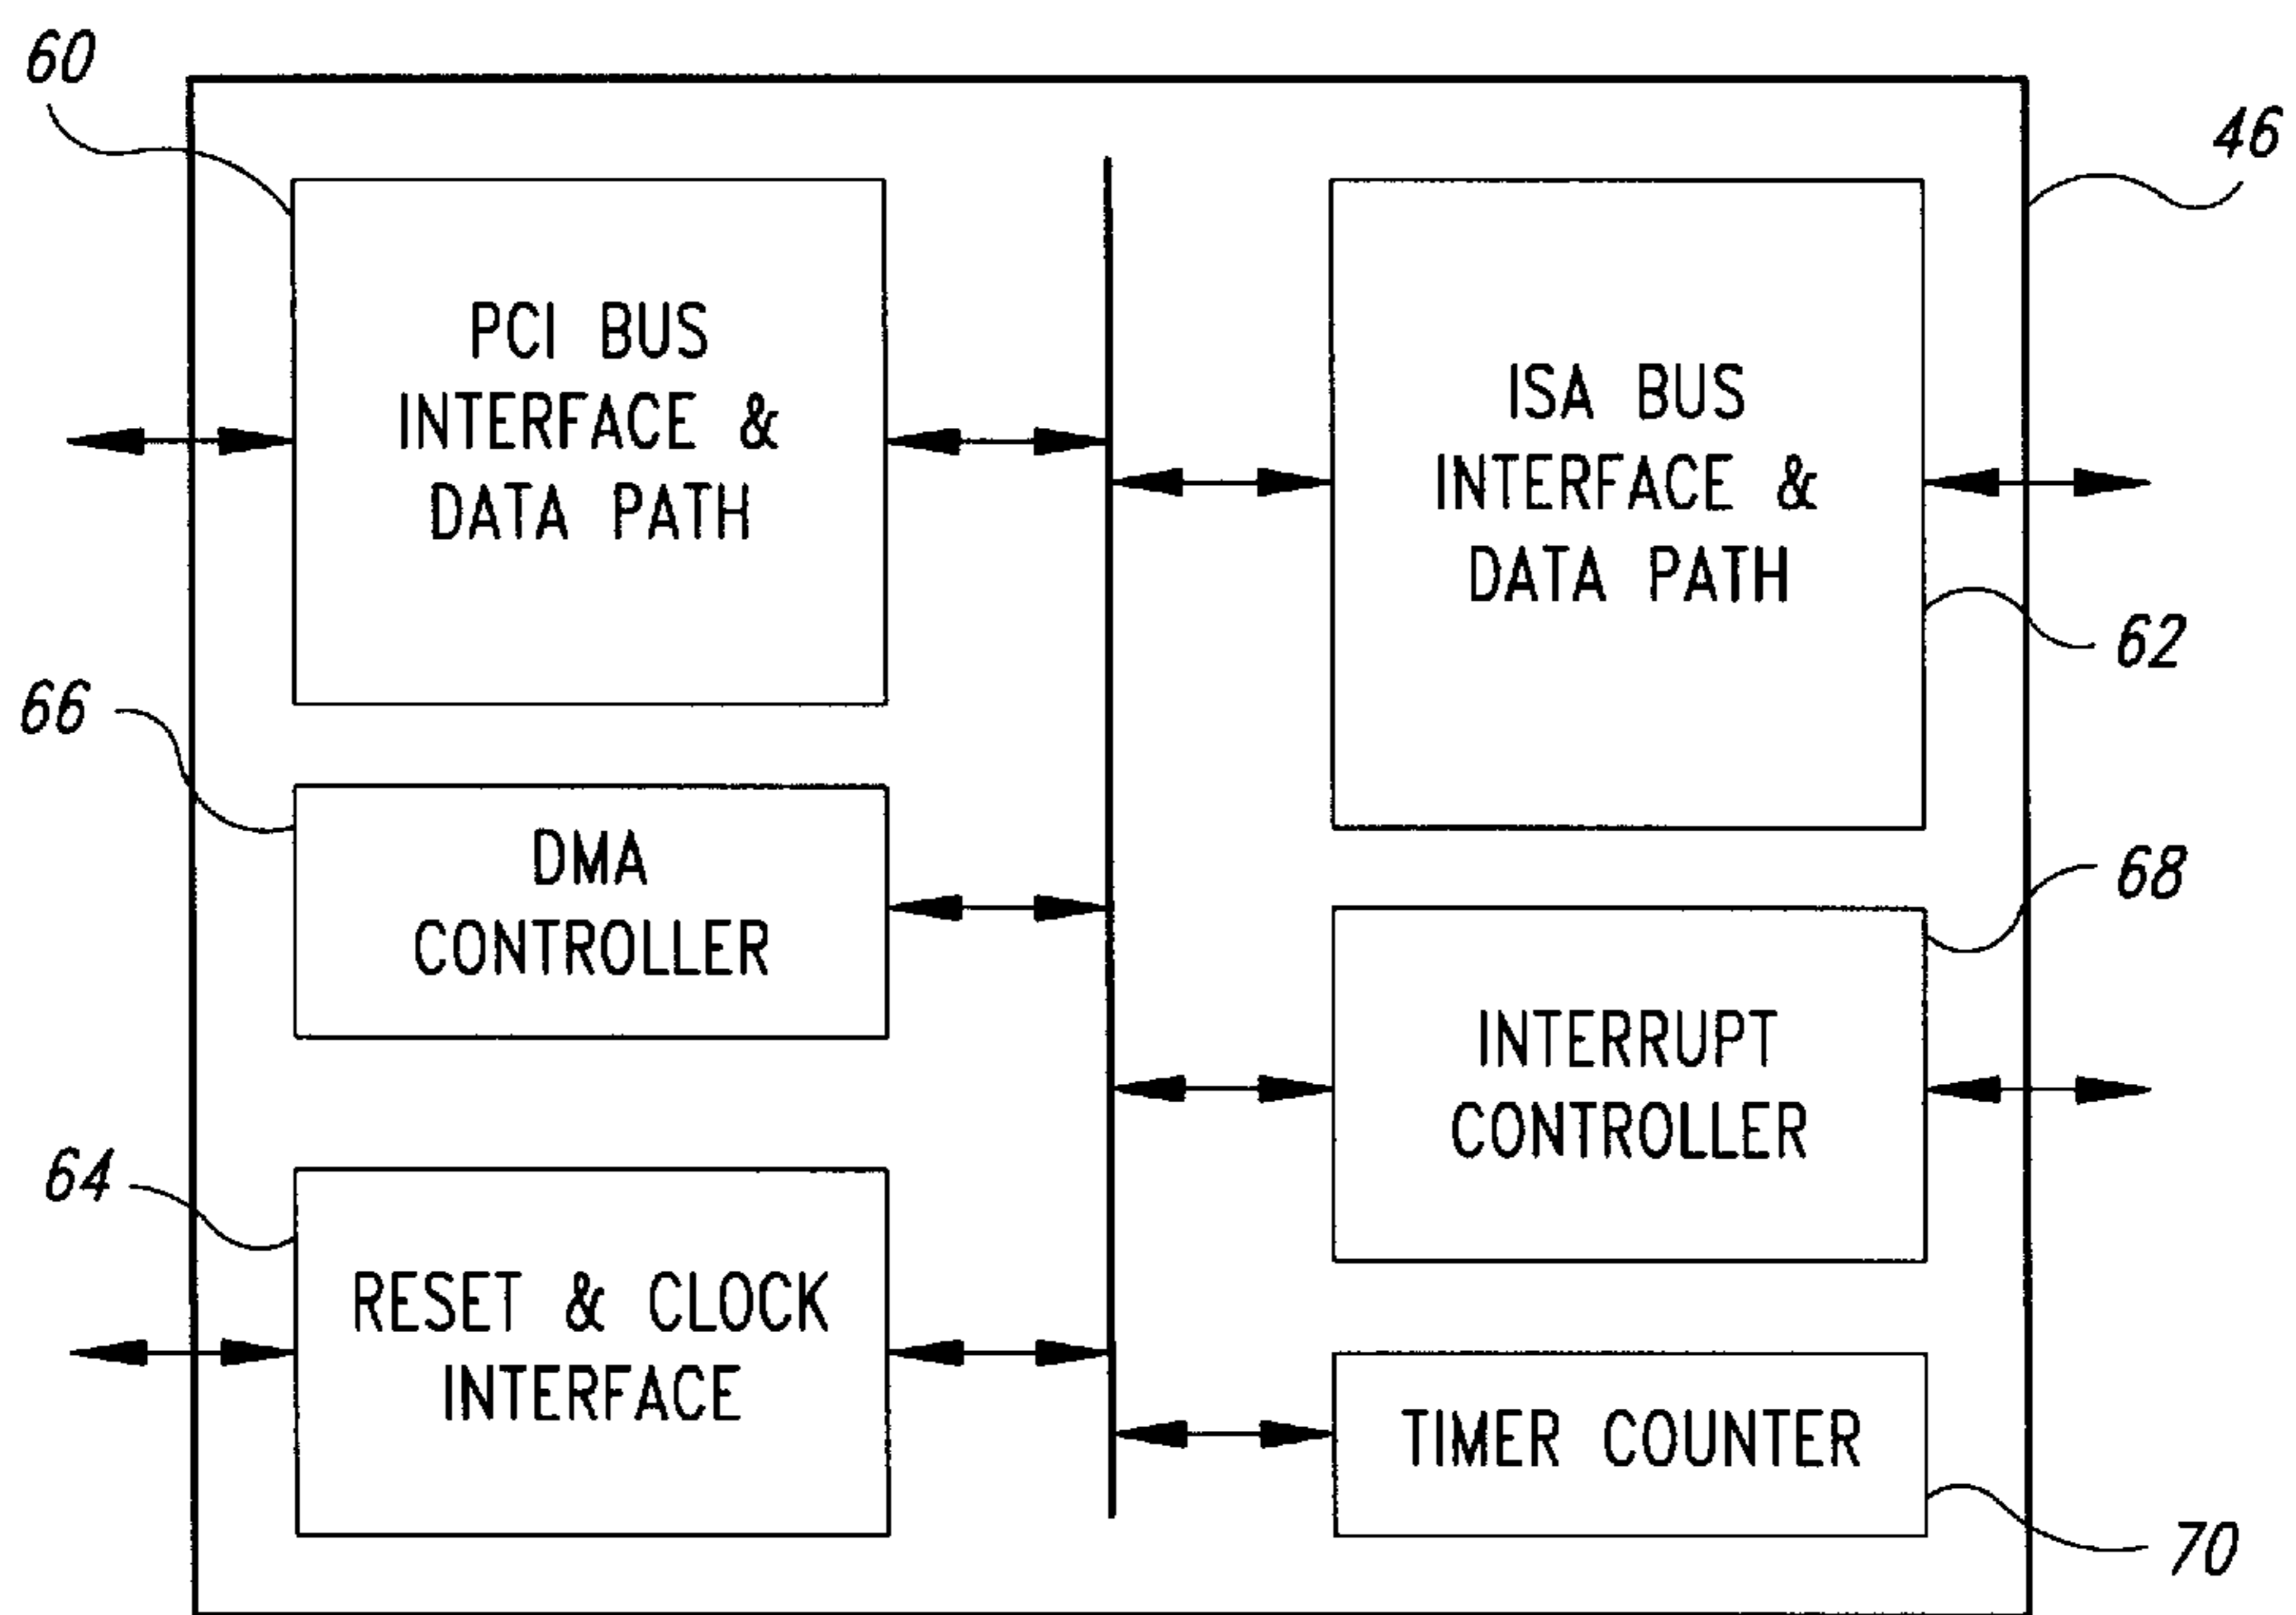 60
46
PCI BUS
INTERFACE &
DATA PATH
ISA BUS
INTERFACE &
DATA PATH
62
66
DMA
CONTROLLER
68
INTERRUPT
CONTROLLER
64
RESET & CLOCK
INTERFACE
TIMER COUNTER
70